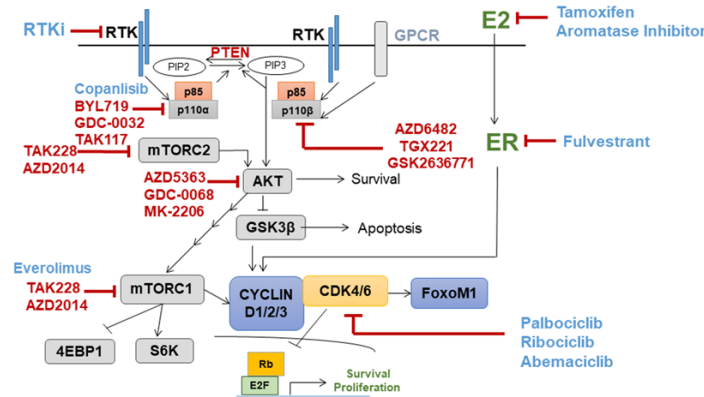 E2
Tamoxifen
Aromatase Inhibitor
RTKi
RTK
RTK
GPCR
PTEN
PIP2
PIP3
Copanlisib
BYL719
GDC-0032
TAK117
p85
p110α
p85
p110β
AZD6482
TGX221
GSK2636771
ER
Fulvestrant
TAK228
AZD2014
mTORC2
AZD5363
GDC-0068
MK-2206
AKT
Survival
GSK3β
Apoptosis
Everolimus
TAK228
AZD2014
mTORC1
CYCLIN
D1/2/3
CDK4/6
FoxoM1
4EBP1
S6K
Palbociclib
Ribociclib
Abemaciclib
Rb
E2F
Survival
Proliferation